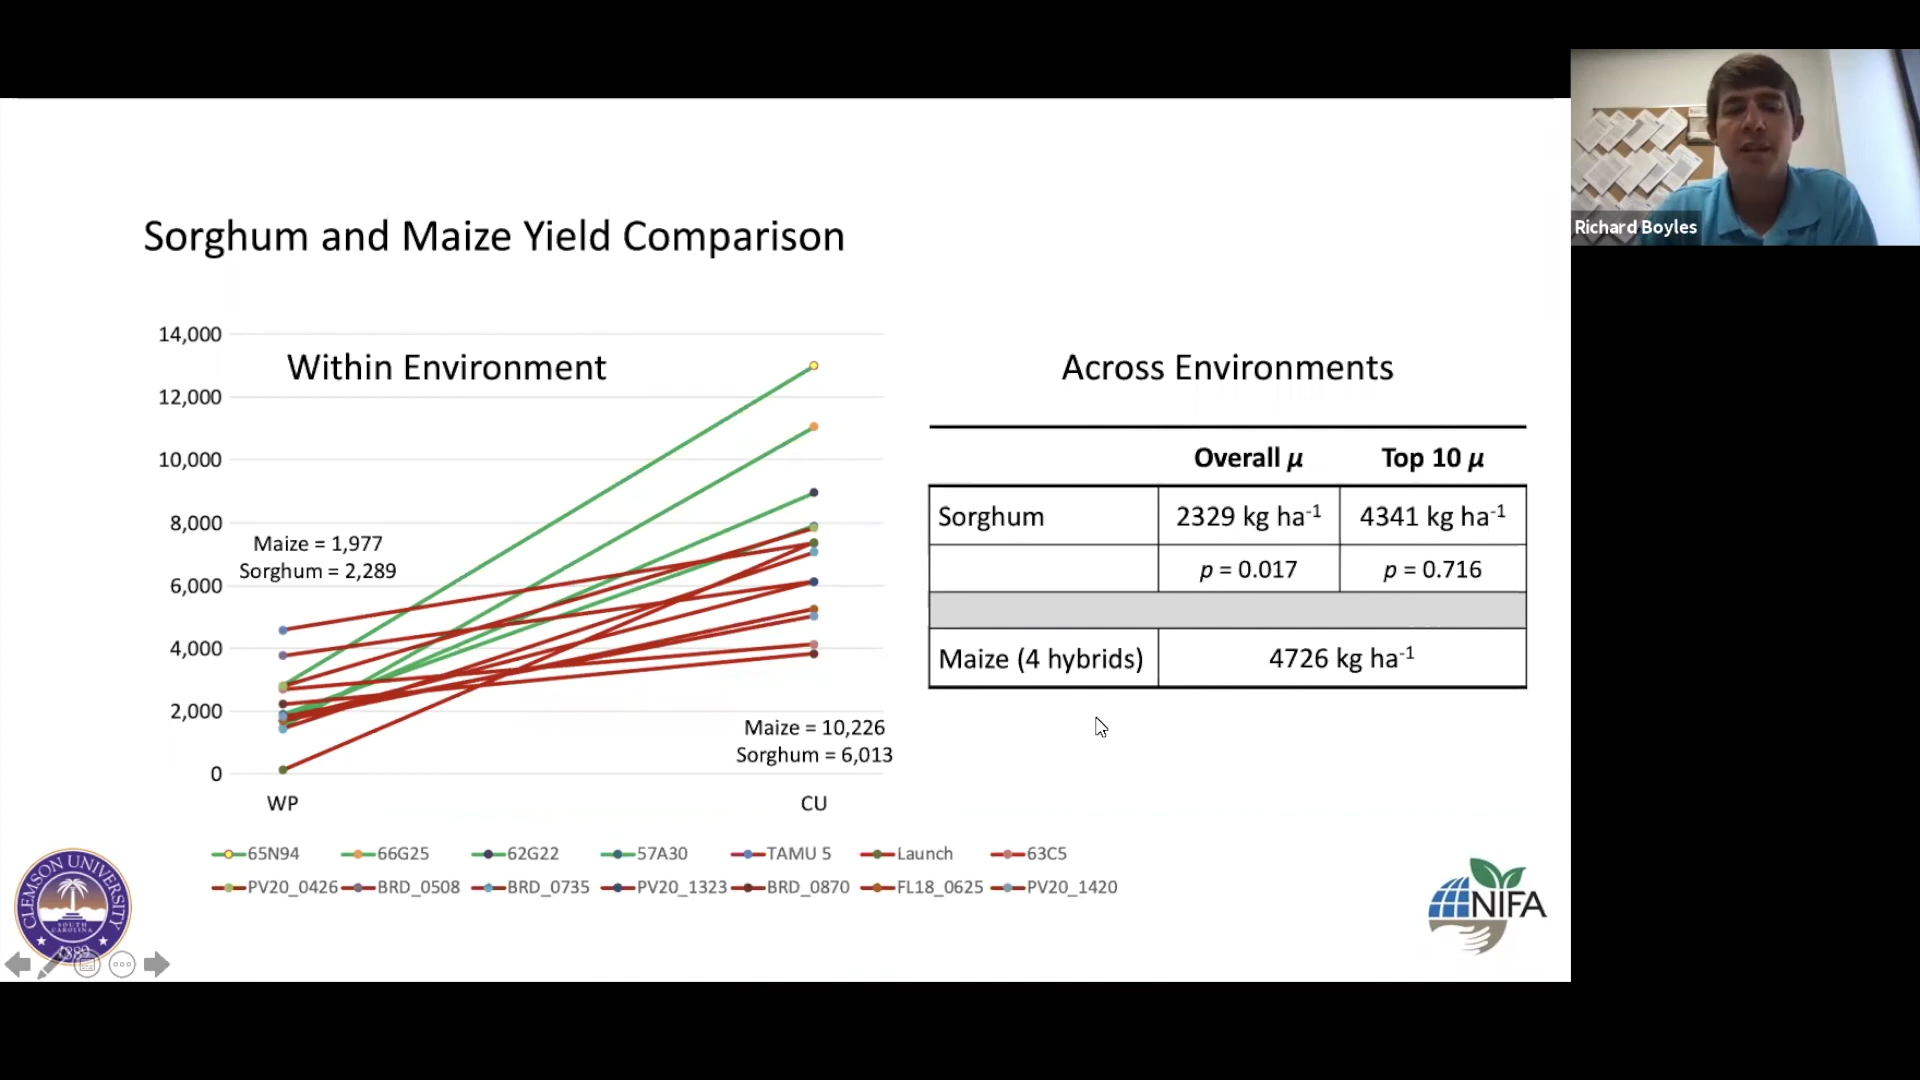 Richard Boyles
Sorghum and Maize Yield Comparison
14,000
12,000
10,000
8,000
6,000
4,000
2,000
0
Within Environment
Maize = 1,977
Sorghum = 2,289
Maize = 10,226
Sorghum = 6,013
WP CU
65N94 66G25 62G22 57A30 TAMU 5 Launch 63C5
PV20_0426 BRD_0508 BRD_0735 PV20_1323 BRD_0870 FL18_0625 PV20_1420
Across Environments
Overall μ Top 10 μ
Sorghum 2329 kg ha⁻¹ 4341 kg ha⁻¹
p = 0.017 p = 0.716
Maize (4 hybrids) 4726 kg ha⁻¹
CLEMSON UNIVERSITY
SOUTH
CAROLINA
1889
NIFA